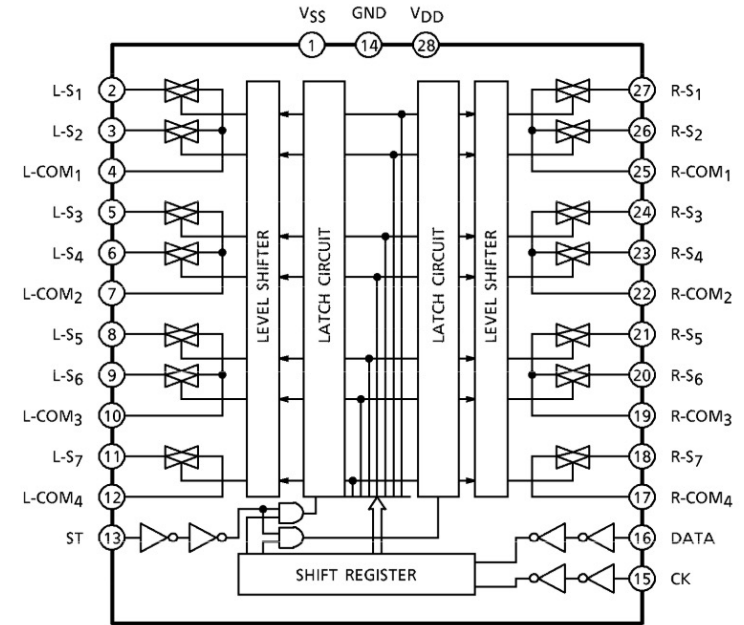 VSS GND VDD
1 14 28
L-S1 2 27 R-S1
L-S2 3 26 R-S2
L-COM1 4 25 R-COM1
L-S3 5 24 R-S3
L-S4 6 23 R-S4
L-COM2 7 22 R-COM2
L-S5 8 21 R-S5
L-S6 9 20 R-S6
L-COM3 10 19 R-COM3
L-S7 11 18 R-S7
L-COM4 12 17 R-COM4
LEVEL SHIFTER
LATCH CIRCUIT
LATCH CIRCUIT
LEVEL SHIFTER
ST 13 16 DATA
SHIFT REGISTER
15 CK